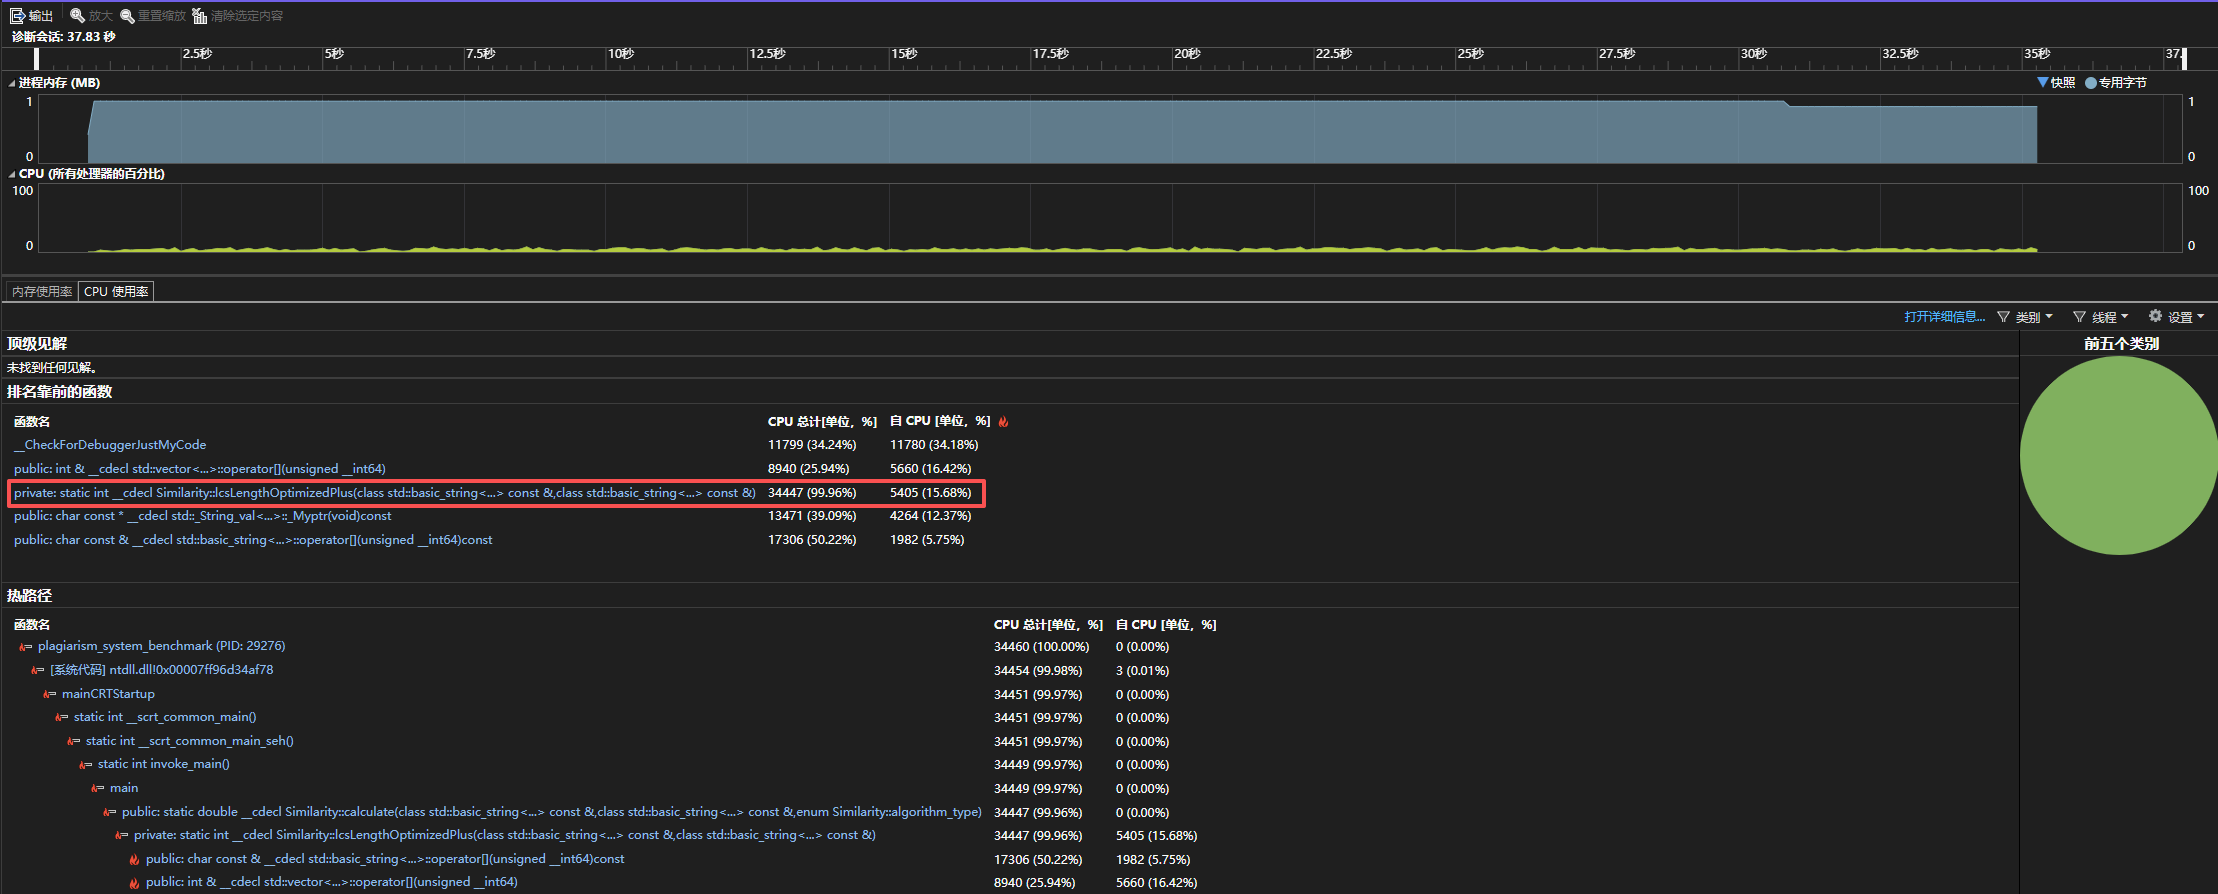 输出 放大 重置缩放 清除选定内容
诊断会话: 37.83 秒
2.5秒 5秒 7.5秒 10秒 12.5秒 15秒 17.5秒 20秒 22.5秒 25秒 27.5秒 30秒 32.5秒 35秒 37.
进程内存 (MB) 快照 专用字节
1 1
0 0
CPU (所有处理器的百分比)
100 100
0 0
内存使用率 CPU 使用率
打开详细信息... 类别 线程 设置
顶级见解 前五个类别
未找到任何见解。
排名靠前的函数
函数名 CPU 总计[单位, %] 自 CPU [单位, %]
__CheckForDebuggerJustMyCode 11799 (34.24%) 11780 (34.18%)
public: int & __cdecl std::vector<...>::operator[](unsigned __int64) 8940 (25.94%) 5660 (16.42%)
private: static int __cdecl Similarity::lcsLengthOptimizedPlus(class std::basic_string<...> const &,class std::basic_string<...> const &) 34447 (99.96%) 5405 (15.68%)
public: char const * __cdecl std::_String_val<...>::_Myptr(void)const 13471 (39.09%) 4264 (12.37%)
public: char const & __cdecl std::basic_string<...>::operator[](unsigned __int64)const 17306 (50.22%) 1982 (5.75%)
热路径
函数名 CPU 总计[单位, %] 自 CPU [单位, %]
plagiarism_system_benchmark (PID: 29276) 34460 (100.00%) 0 (0.00%)
[系统代码] ntdll.dll!0x00007ff96d34af78 34454 (99.98%) 3 (0.01%)
mainCRTStartup 34451 (99.97%) 0 (0.00%)
static int __scrt_common_main() 34451 (99.97%) 0 (0.00%)
static int __scrt_common_main_seh() 34451 (99.97%) 0 (0.00%)
static int invoke_main() 34449 (99.97%) 0 (0.00%)
main 34449 (99.97%) 0 (0.00%)
public: static double __cdecl Similarity::calculate(class std::basic_string<...> const &,class std::basic_string<...> const &,enum Similarity::algorithm_type) 34447 (99.96%) 0 (0.00%)
private: static int __cdecl Similarity::lcsLengthOptimizedPlus(class std::basic_string<...> const &,class std::basic_string<...> const &) 34447 (99.96%) 5405 (15.68%)
public: char const & __cdecl std::basic_string<...>::operator[](unsigned __int64)const 17306 (50.22%) 1982 (5.75%)
public: int & __cdecl std::vector<...>::operator[](unsigned __int64) 8940 (25.94%) 5660 (16.42%)